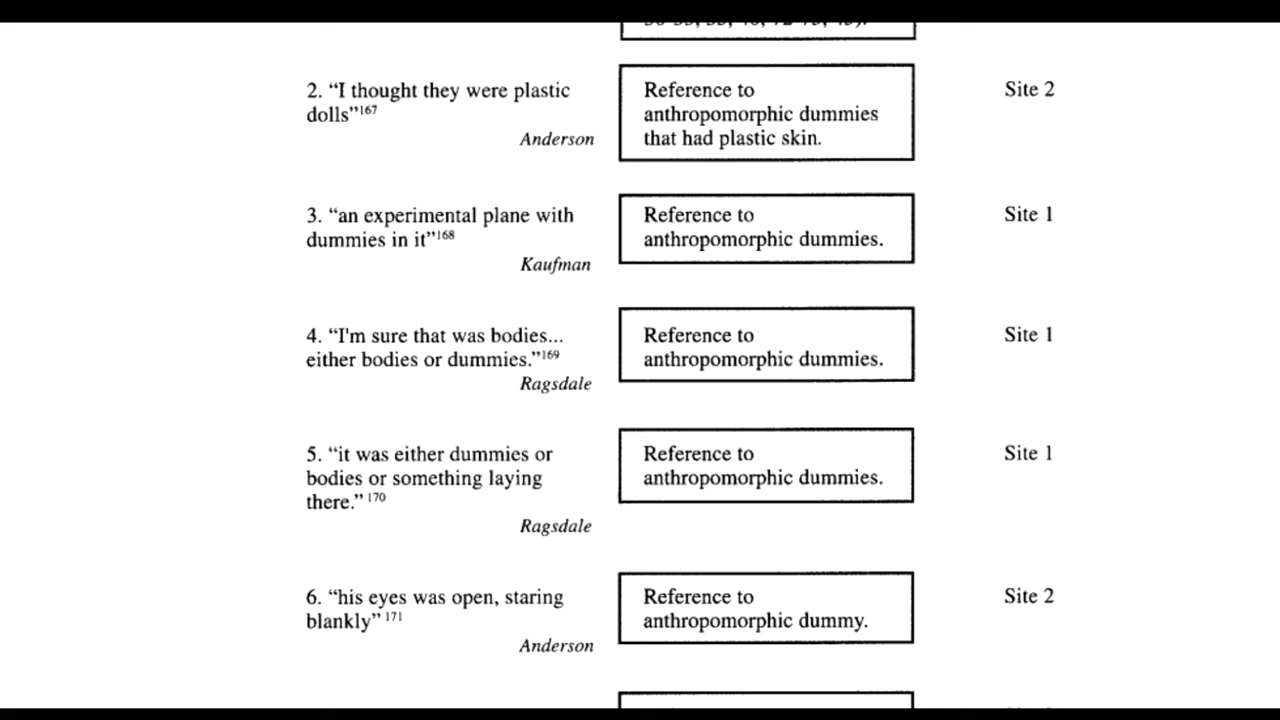 2. “I thought they were plastic
dolls”167
Anderson
Reference to
anthropomorphic dummies
that had plastic skin.
Site 2
3. “an experimental plane with
dummies in it”168
Kaufman
Reference to
anthropomorphic dummies.
Site 1
4. “I'm sure that was bodies...
either bodies or dummies.”169
Ragsdale
Reference to
anthropomorphic dummies.
Site 1
5. “it was either dummies or
bodies or something laying
there.” 170
Ragsdale
Reference to
anthropomorphic dummies.
Site 1
6. “his eyes was open, staring
blankly” 171
Anderson
Reference to
anthropomorphic dummy.
Site 2